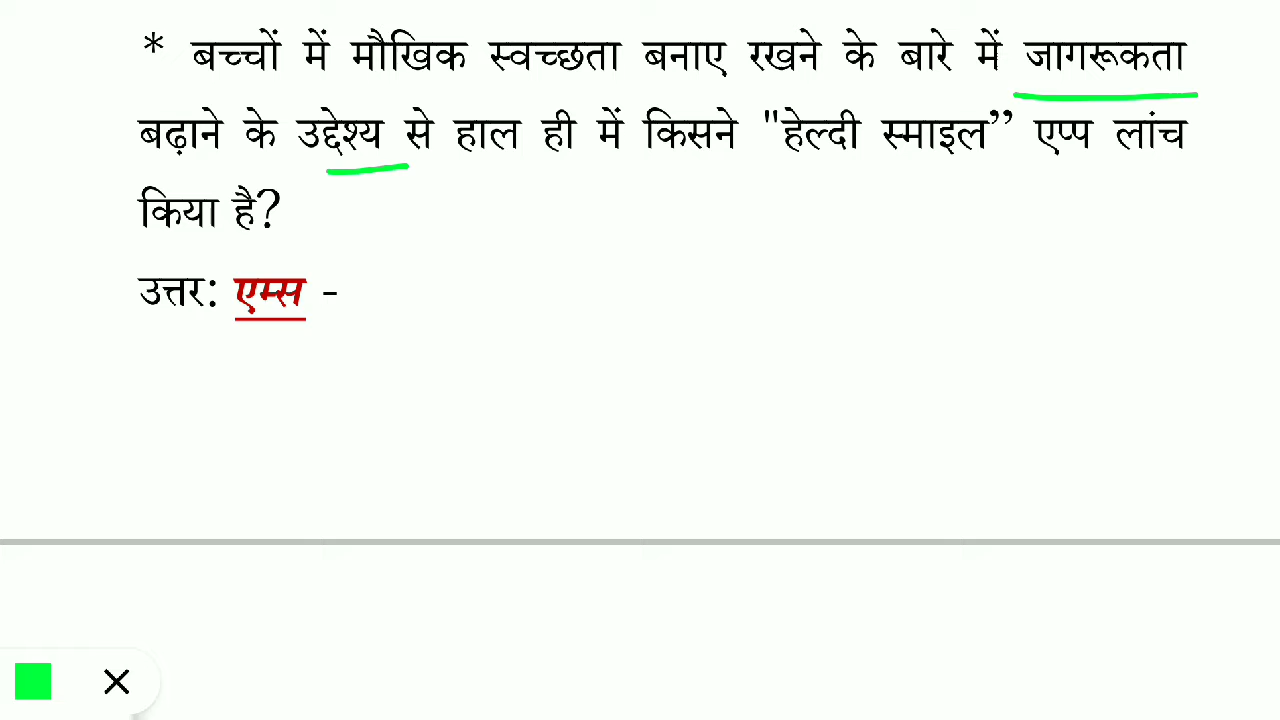 * बच्चों में मौखिक स्वच्छता बनाए रखने के बारे में जागरूकता
बढ़ाने के उद्देश्य से हाल ही में किसने "हेल्दी स्माइल” एप्प लांच
किया है?
उत्तर: एम्स -